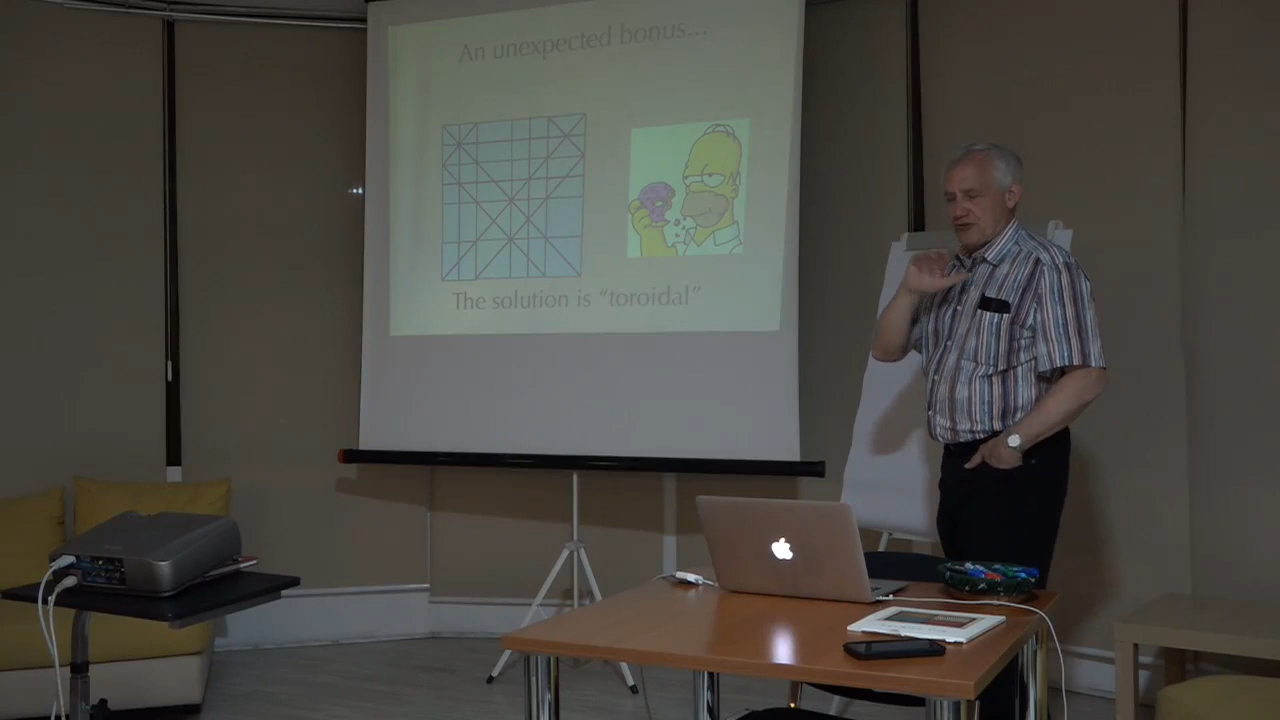 An unexpected bonus...
The solution is “toroidal”